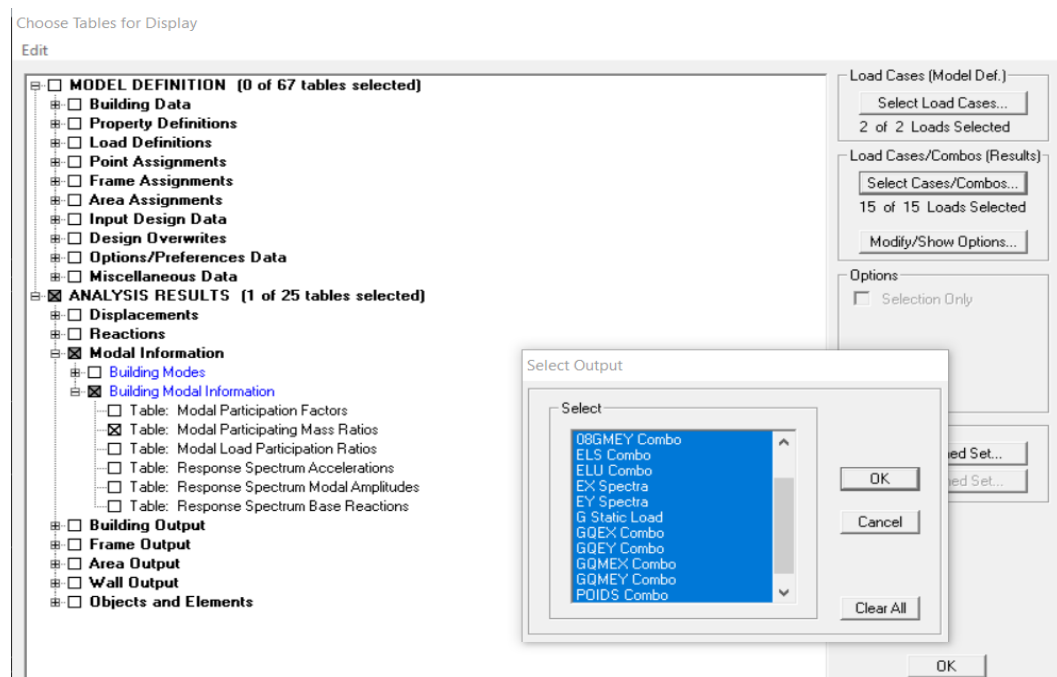 Choose Tables for Display
Edit
MODEL DEFINITION (0 of 67 tables selected)
Building Data
Property Definitions
Load Definitions
Point Assignments
Frame Assignments
Area Assignments
Input Design Data
Design Overwrites
Options/Preferences Data
Miscellaneous Data
ANALYSIS RESULTS (1 of 25 tables selected)
Displacements
Reactions
Modal Information
Building Modes
Building Modal Information
Table: Modal Participation Factors
Table: Modal Participating Mass Ratios
Table: Modal Load Participation Ratios
Table: Response Spectrum Accelerations
Table: Response Spectrum Modal Amplitudes
Table: Response Spectrum Base Reactions
Building Output
Frame Output
Area Output
Wall Output
Objects and Elements
Load Cases (Model Def.)
Select Load Cases...
2 of 2 Loads Selected
Load Cases/Combos (Results)
Select Cases/Combos...
15 of 15 Loads Selected
Modify/Show Options...
Options
Selection Only
ed Set...
ed Set...
OK
Select Output
Select
08GMEY Combo
ELS Combo
ELU Combo
EX Spectra
EY Spectra
G Static Load
GQEX Combo
GQEY Combo
GQMEX Combo
GQMEY Combo
POIDS Combo
OK
Cancel
Clear All